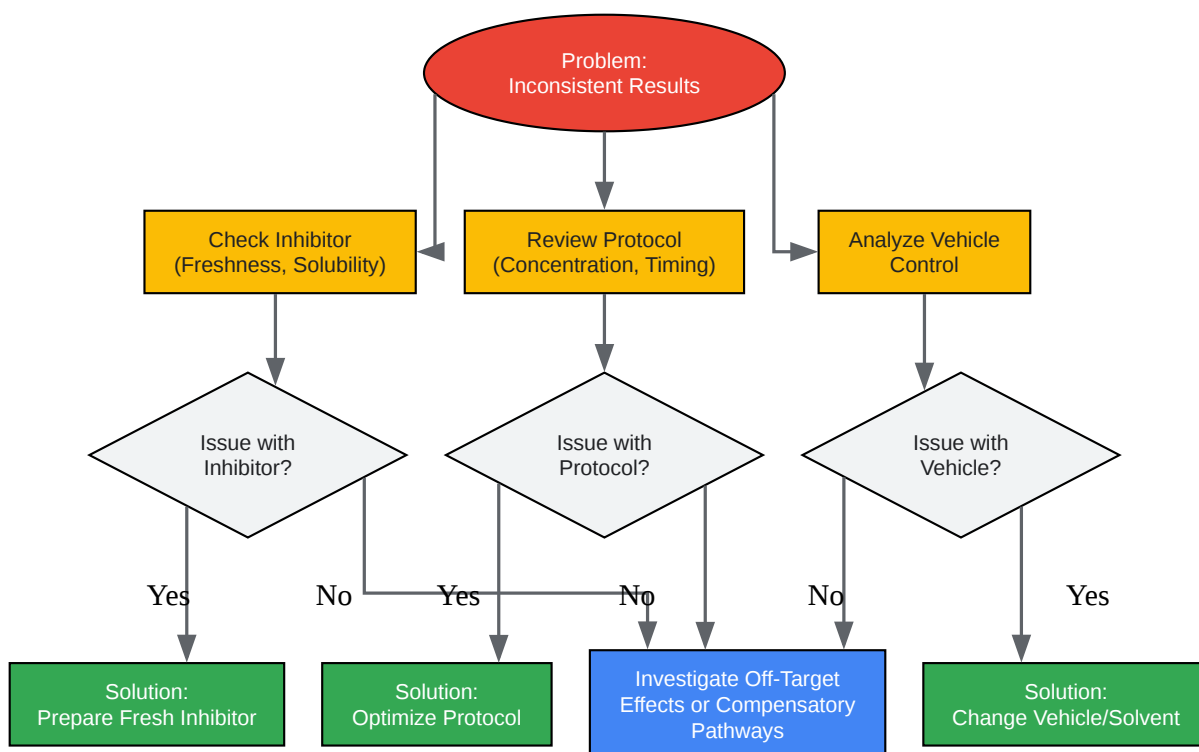 Problem:
Inconsistent Results
Check Inhibitor
(Freshness, Solubility)
Review Protocol
(Concentration, Timing)
Analyze Vehicle
Control
Issue with
Inhibitor?
Issue with
Protocol?
Issue with
Vehicle?
Yes
No
Yes
No
No
Yes
Solution:
Prepare Fresh Inhibitor
Solution:
Optimize Protocol
Investigate Off-Target
Effects or Compensatory
Pathways
Solution:
Change Vehicle/Solvent